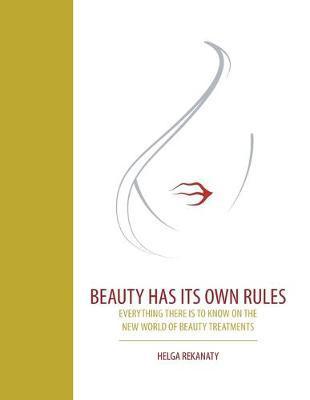 BEAUTY HAS ITS OWN RULES
EVERYTHING THERE IS TO KNOW ON THE
NEW WORLD OF BEAUTY TREATMENTS
HELGA REKANATY